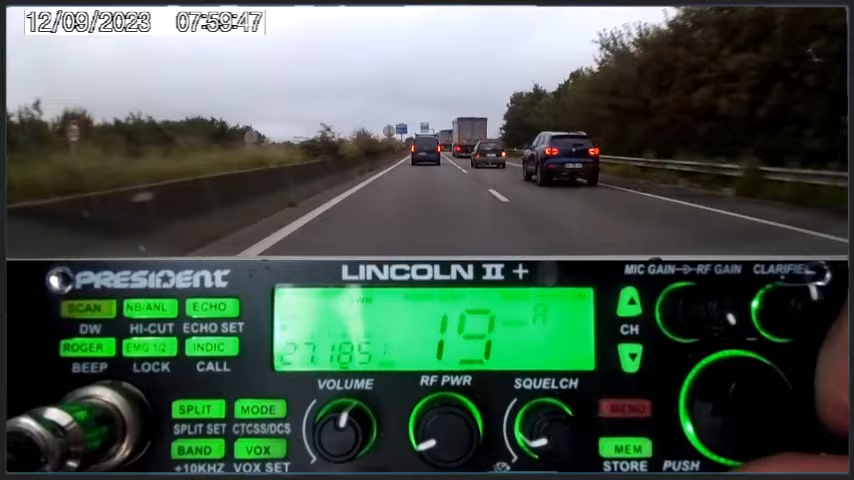 12/09/2023 07:59:47
PRESIDENT
LINCOLN II +
MIC GAIN RF GAIN CLARIFIER
SCAN NB/ANL ECHO
DW HI-CUT ECHO SET
ROGER EMG 1/2 INDIC
BEEP LOCK CALL
PWR
19
27.185
CH
VOLUME RF PWR SQUELCH
SPLIT MODE
SPLIT SET CTCSS/DCS
BAND VOX
+10KHZ VOX SET
MENU
MEM
STORE PUSH